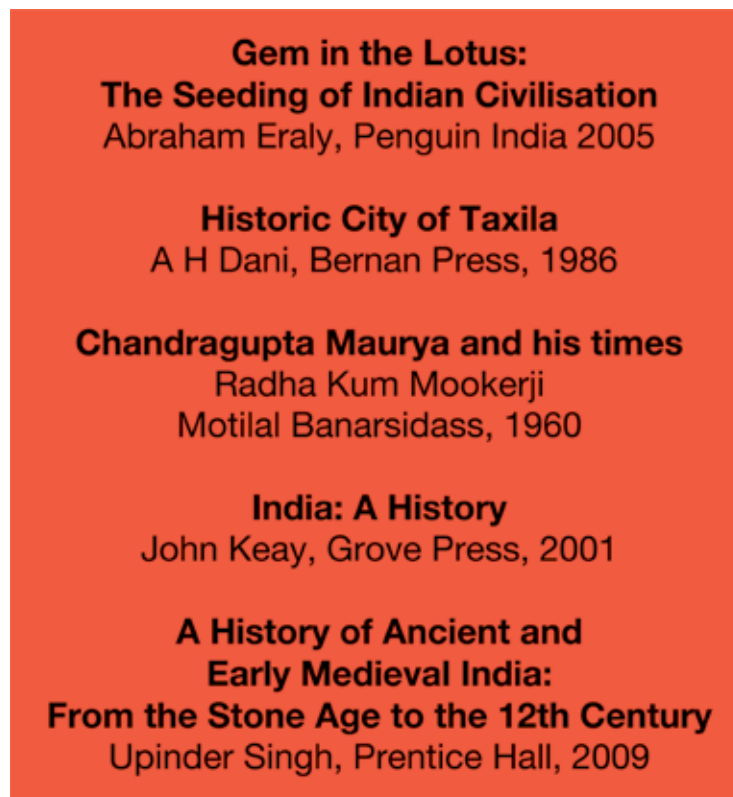 Gem in the Lotus:
The Seeding of Indian Civilisation
Abraham Eraly, Penguin India 2005
Historic City of Taxila
A H Dani, Bernan Press, 1986
Chandragupta Maurya and his times
Radha Kum Mookerji
Motilal Banarsidass, 1960
India: A History
John Keay, Grove Press, 2001
A History of Ancient and
Early Medieval India:
From the Stone Age to the 12th Century
Upinder Singh, Prentice Hall, 2009